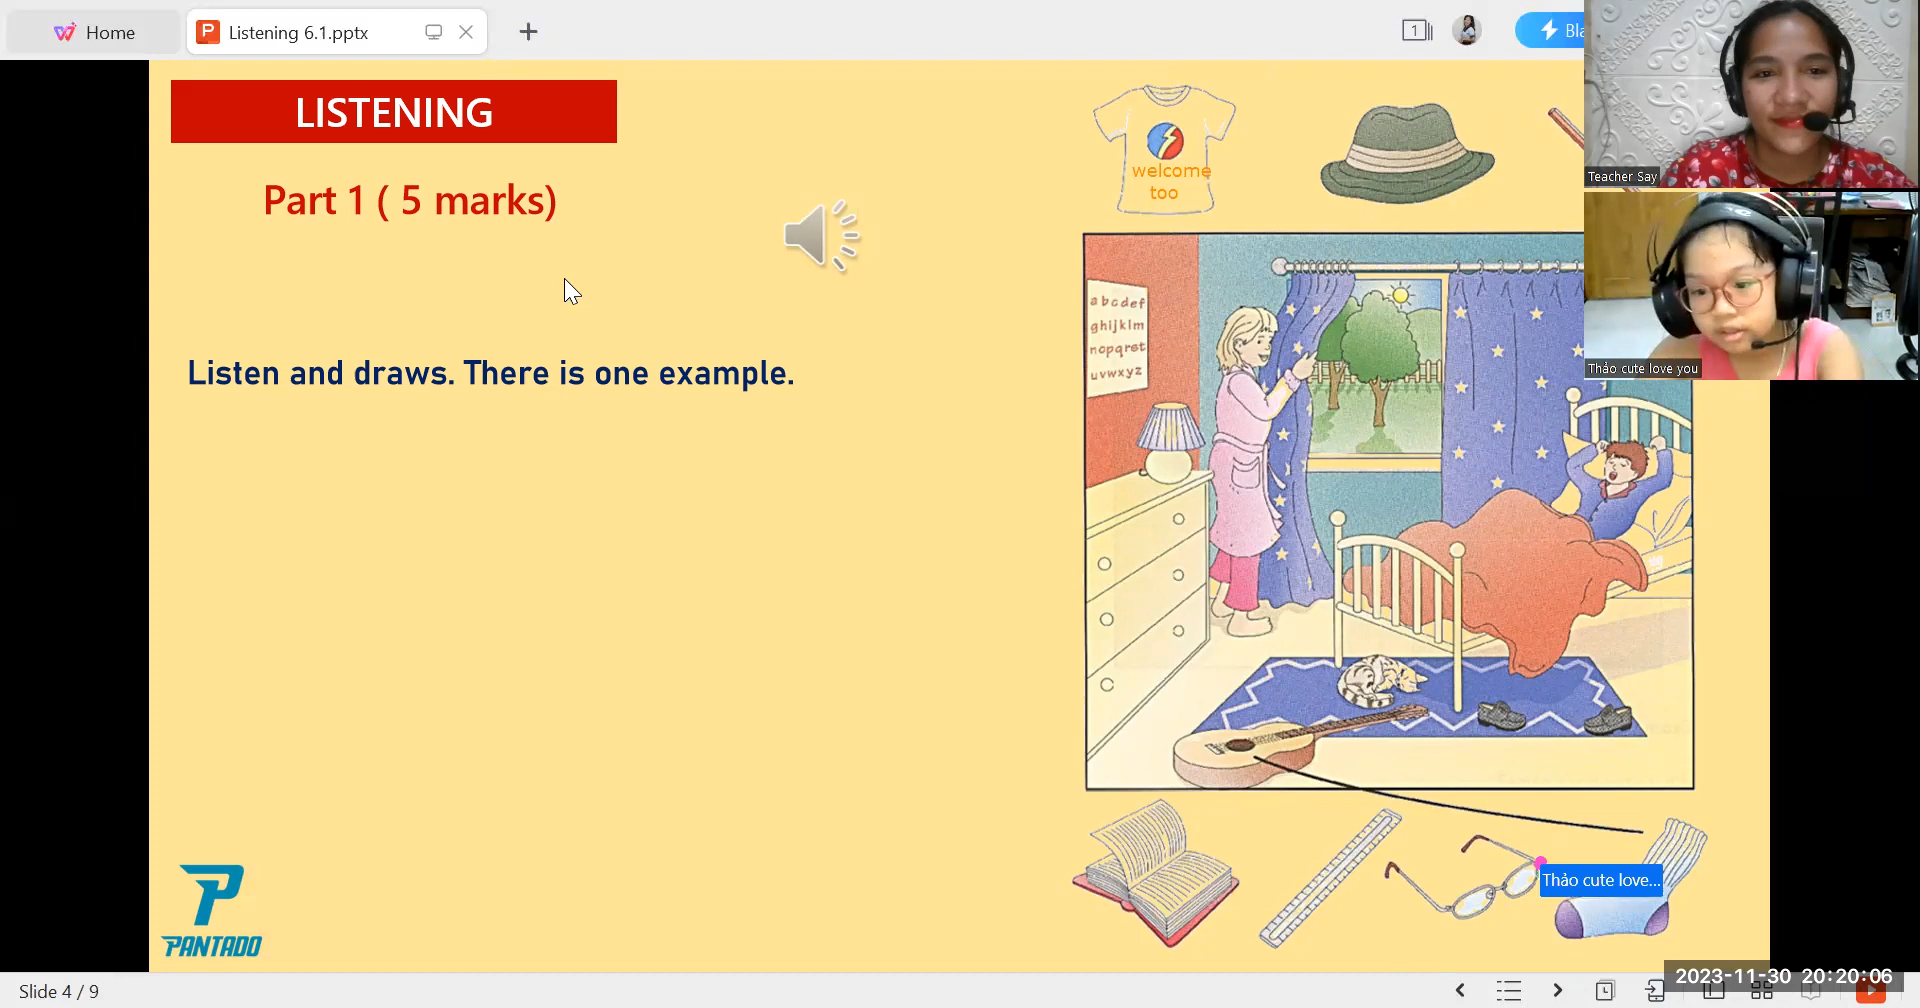 Home
Listening 6.1.pptx
1
LISTENING
Part 1 ( 5 marks)
Listen and draws. There is one example.
welcome
too
abcdef
ghijklm
nopqrst
uvwxyz
Teacher Say
Thảo cute love you
Thảo cute love...
PANTADO
Slide 4 / 9
2023-11-30 20:20:06